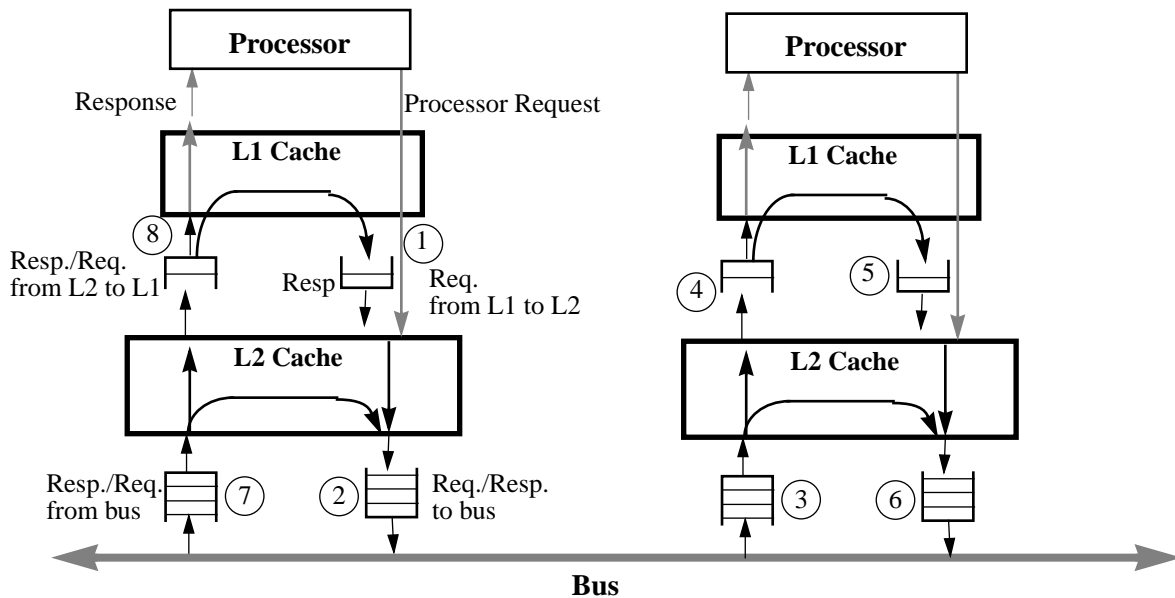 Processor
Processor
Response
Processor Request
L1 Cache
L1 Cache
8
1
Resp./Req.
from L2 to L1
Resp
Req.
from L1 to L2
4
5
L2 Cache
L2 Cache
Resp./Req.
from bus
7
2
Req./Resp.
to bus
3
6
Bus